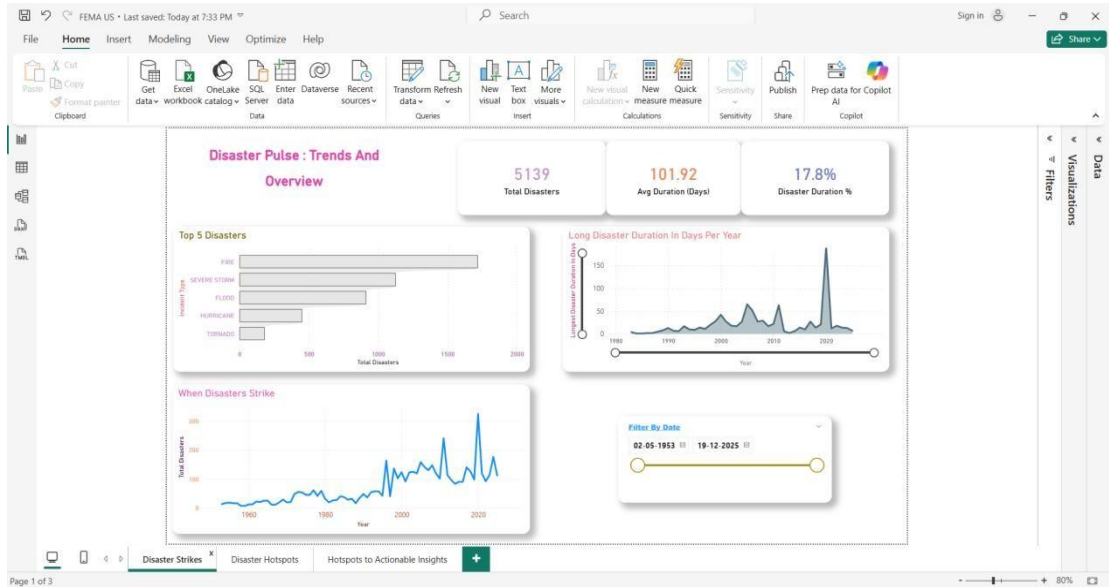 FEMA US • Last saved: Today at 7:33 PM
Search
Sign in
File Home Insert Modeling View Optimize Help
Share
Paste
Cut
Copy
Format painter
Clipboard
Get data
Excel workbook
OneLake catalog
SQL Server
Enter data
Dataverse
Recent sources
Data
Transform data
Refresh
Queries
New visual
Text box
More visuals
Insert
New visual calculation
New measure
Quick measure
Calculations
Sensitivity
Sensitivity
Publish
Share
Prep data for AI
Copilot
Copilot
Filters
Visualizations
Data
Disaster Pulse : Trends And
Overview
5139
Total Disasters
101.92
Avg Duration (Days)
17.8%
Disaster Duration %
Top 5 Disasters
Incident Type
FIRE
SEVERE STORM
FLOOD
HURRICANE
TORNADO
0 500 1000 1500 2000
Total Disasters
Long Disaster Duration In Days Per Year
Longest Disaster Duration In Days
150
100
50
0
1980 1990 2000 2010 2020
Year
When Disasters Strike
Total Disasters
300
200
100
0
1960 1980 2000 2020
Year
Filter By Date
02-05-1953 19-12-2025
Disaster Strikes x Disaster Hotspots Hotspots to Actionable Insights +
Page 1 of 3
- + 80%